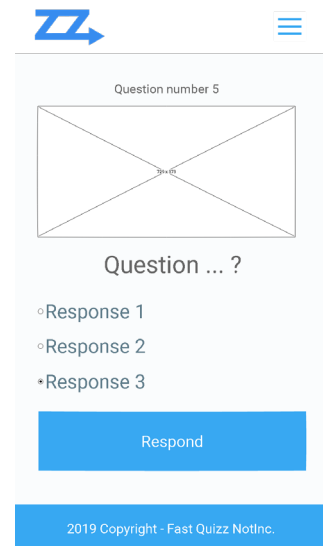 ZZ
Question number 5
Question ... ?
Response 1
Response 2
Response 3
Respond
2019 Copyright - Fast Quizz NotInc.